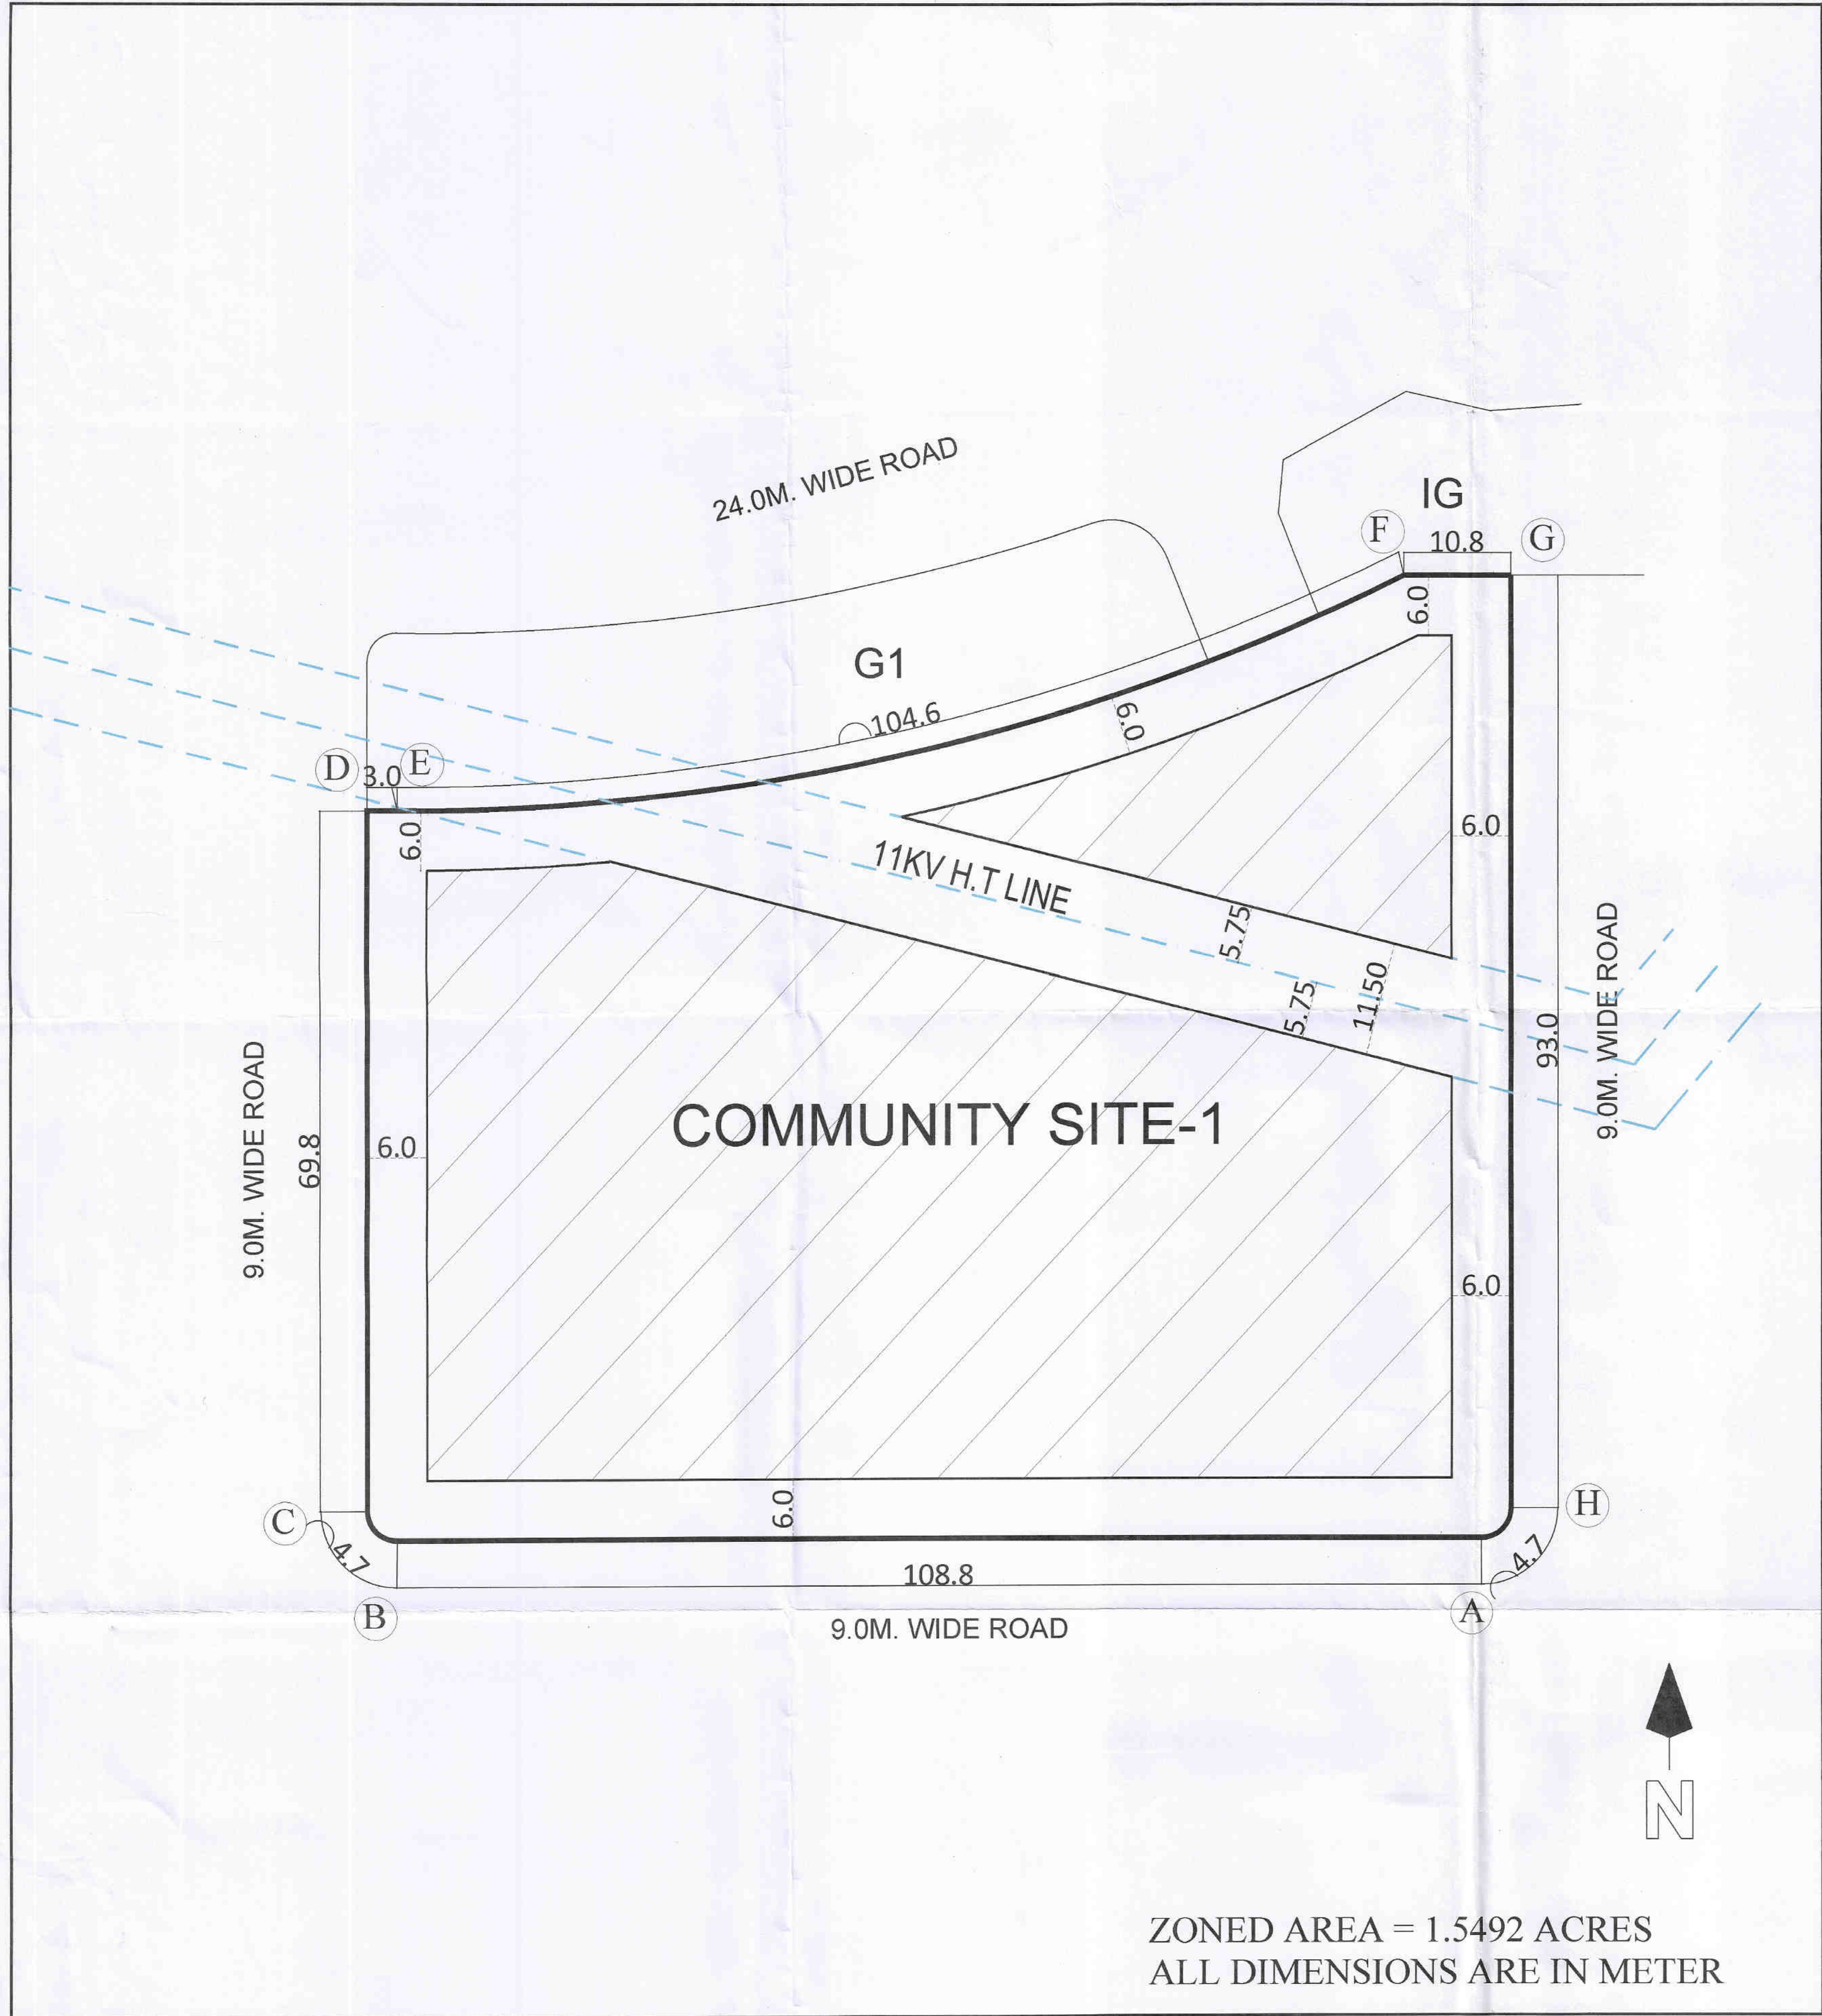 24.0M. WIDE ROAD
IG
F
10.8
G
6.0
G1
104.6
6.0
D
3.0
E
6.0
6.0
11KV H.T LINE
5.75
5.75
11.50
9.0M. WIDE ROAD
93.0
COMMUNITY SITE-1
9.0M. WIDE ROAD
69.8
6.0
6.0
C
4.7
6.0
H
4.7
108.8
B
A
9.0M. WIDE ROAD
N
ZONED AREA = 1.5492 ACRES
ALL DIMENSIONS ARE IN METER